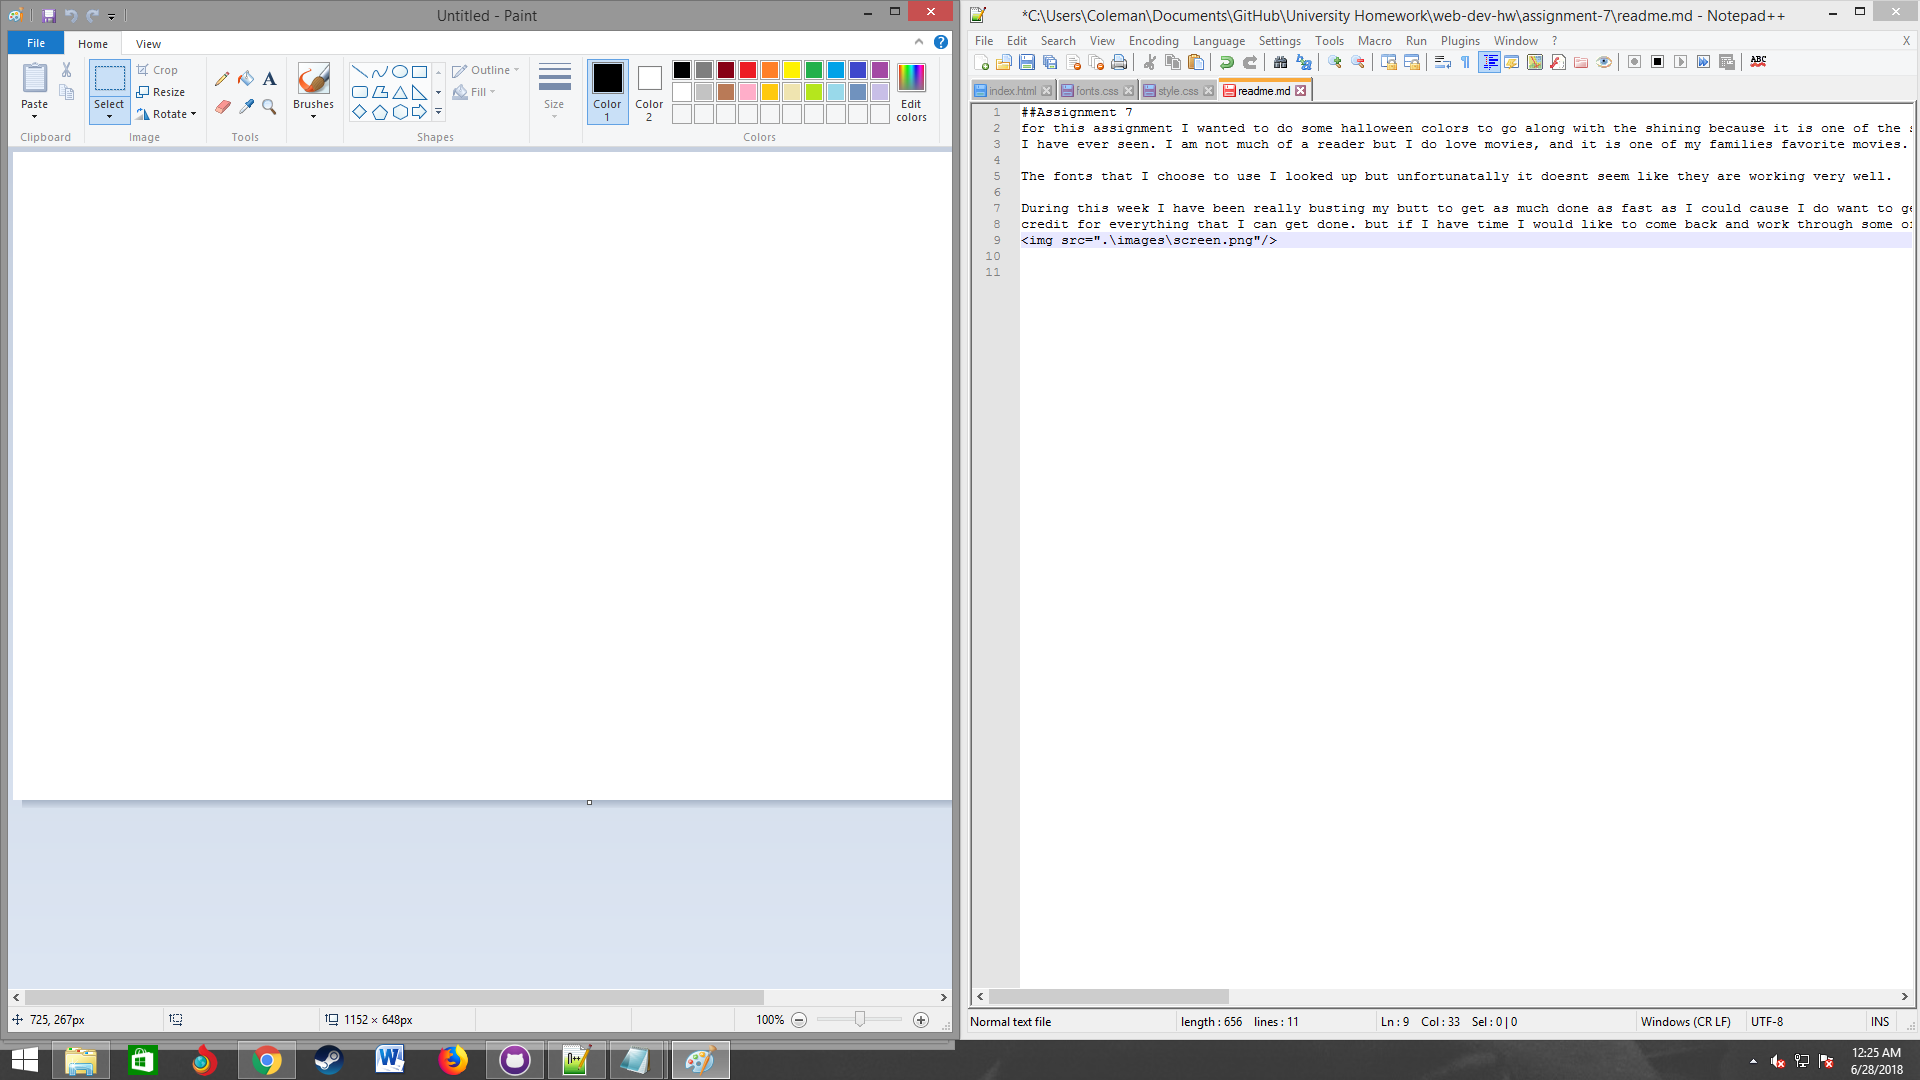 Untitled - Paint
File Home View
Paste
Select
Crop
Resize
Rotate
Brushes
Outline
Fill
Size
Color 1
Color 2
Edit colors
Clipboard Image Tools Shapes Colors
725, 267px
1152 × 648px
100%
*C:\Users\Coleman\Documents\GitHub\University Homework\web-dev-hw\assignment-7\readme.md - Notepad++
File Edit Search View Encoding Language Settings Tools Macro Run Plugins Window ? X
ABC
index.html fonts.css style.css readme.md
1 ##Assignment 7
2 for this assignment I wanted to do some halloween colors to go along with the shining because it is one of the
3 I have ever seen. I am not much of a reader but I do love movies, and it is one of my families favorite movies.
4
5 The fonts that I choose to use I looked up but unfortunatally it doesnt seem like they are working very well.
6
7 During this week I have been really busting my butt to get as much done as fast as I could cause I do want to
8 credit for everything that I can get done. but if I have time I would like to come back and work through some
9 <img src=".\images\screen.png"/>
10
11
Normal text file length : 656 lines : 11 Ln : 9 Col : 33 Sel : 0 | 0 Windows (CR LF) UTF-8 INS
12:25 AM
6/28/2018